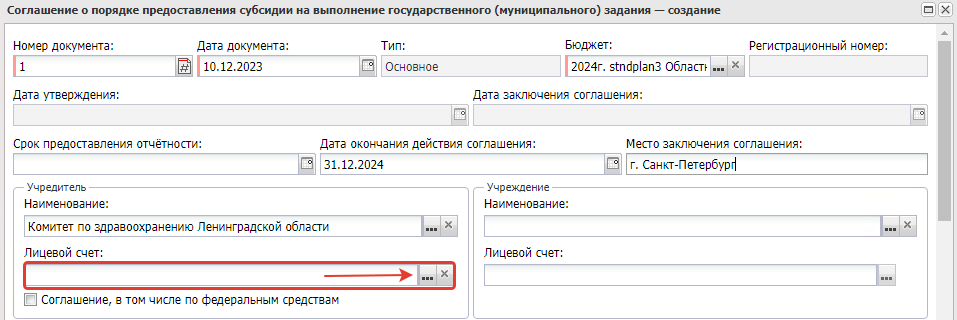 Соглашение о порядке предоставления субсидии на выполнение государственного (муниципального) задания — создание
Номер документа: Дата документа: Тип: Бюджет: Регистрационный номер:
1 10.12.2023 Основное 2024г. stndplan3 Област
Дата утверждения: Дата заключения соглашения:
Срок предоставления отчётности: Дата окончания действия соглашения: Место заключения соглашения:
31.12.2024 г. Санкт-Петербург
Учредитель Учреждение
Наименование: Наименование:
Комитет по здравоохранению Ленинградской области
Лицевой счет: Лицевой счет:
Соглашение, в том числе по федеральным средствам